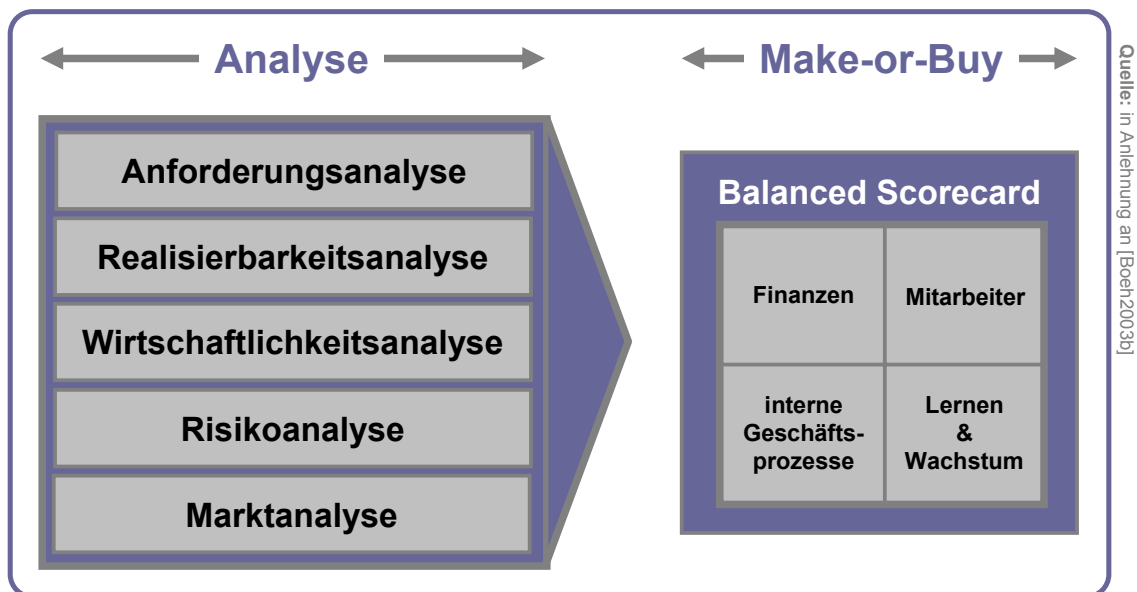 Analyse
Anforderungsanalyse
Realisierbarkeitsanalyse
Wirtschaftlichkeitsanalyse
Risikoanalyse
Marktanalyse
Make-or-Buy
Balanced Scorecard
Finanzen
Mitarbeiter
interne
Geschäfts-
prozesse
Lernen
&
Wachstum
Quelle: in Anlehnung an [Boeh2003b]